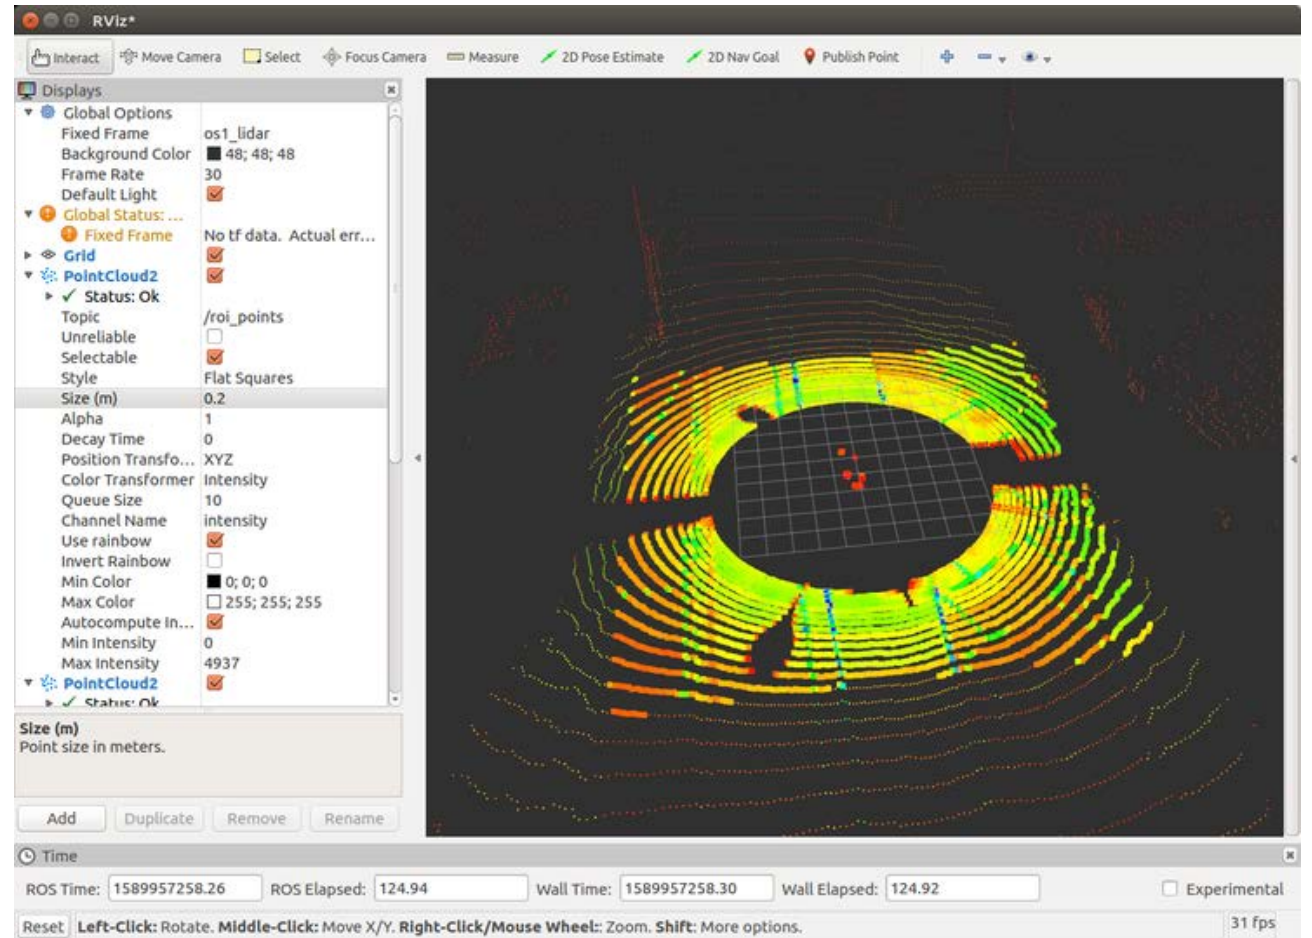 RViz*
Interact Move Camera Select Focus Camera Measure 2D Pose Estimate 2D Nav Goal Publish Point
Displays
Global Options
Fixed Frame os1_lidar
Background Color 48; 48; 48
Frame Rate 30
Default Light
Global Status: ...
Fixed Frame No tf data. Actual err...
Grid
PointCloud2
Status: Ok
Topic /roi_points
Unreliable
Selectable
Style Flat Squares
Size (m) 0.2
Alpha 1
Decay Time 0
Position Transfo... XYZ
Color Transformer Intensity
Queue Size 10
Channel Name intensity
Use rainbow
Invert Rainbow
Min Color 0; 0; 0
Max Color 255; 255; 255
Autocompute In...
Min Intensity 0
Max Intensity 4937
PointCloud2
Status: Ok
Size (m)
Point size in meters.
Add Duplicate Remove Rename
Time
ROS Time: 1589957258.26 ROS Elapsed: 124.94 Wall Time: 1589957258.30 Wall Elapsed: 124.92 Experimental
Reset Left-Click: Rotate. Middle-Click: Move X/Y. Right-Click/Mouse Wheel:: Zoom. Shift: More options. 31 fps